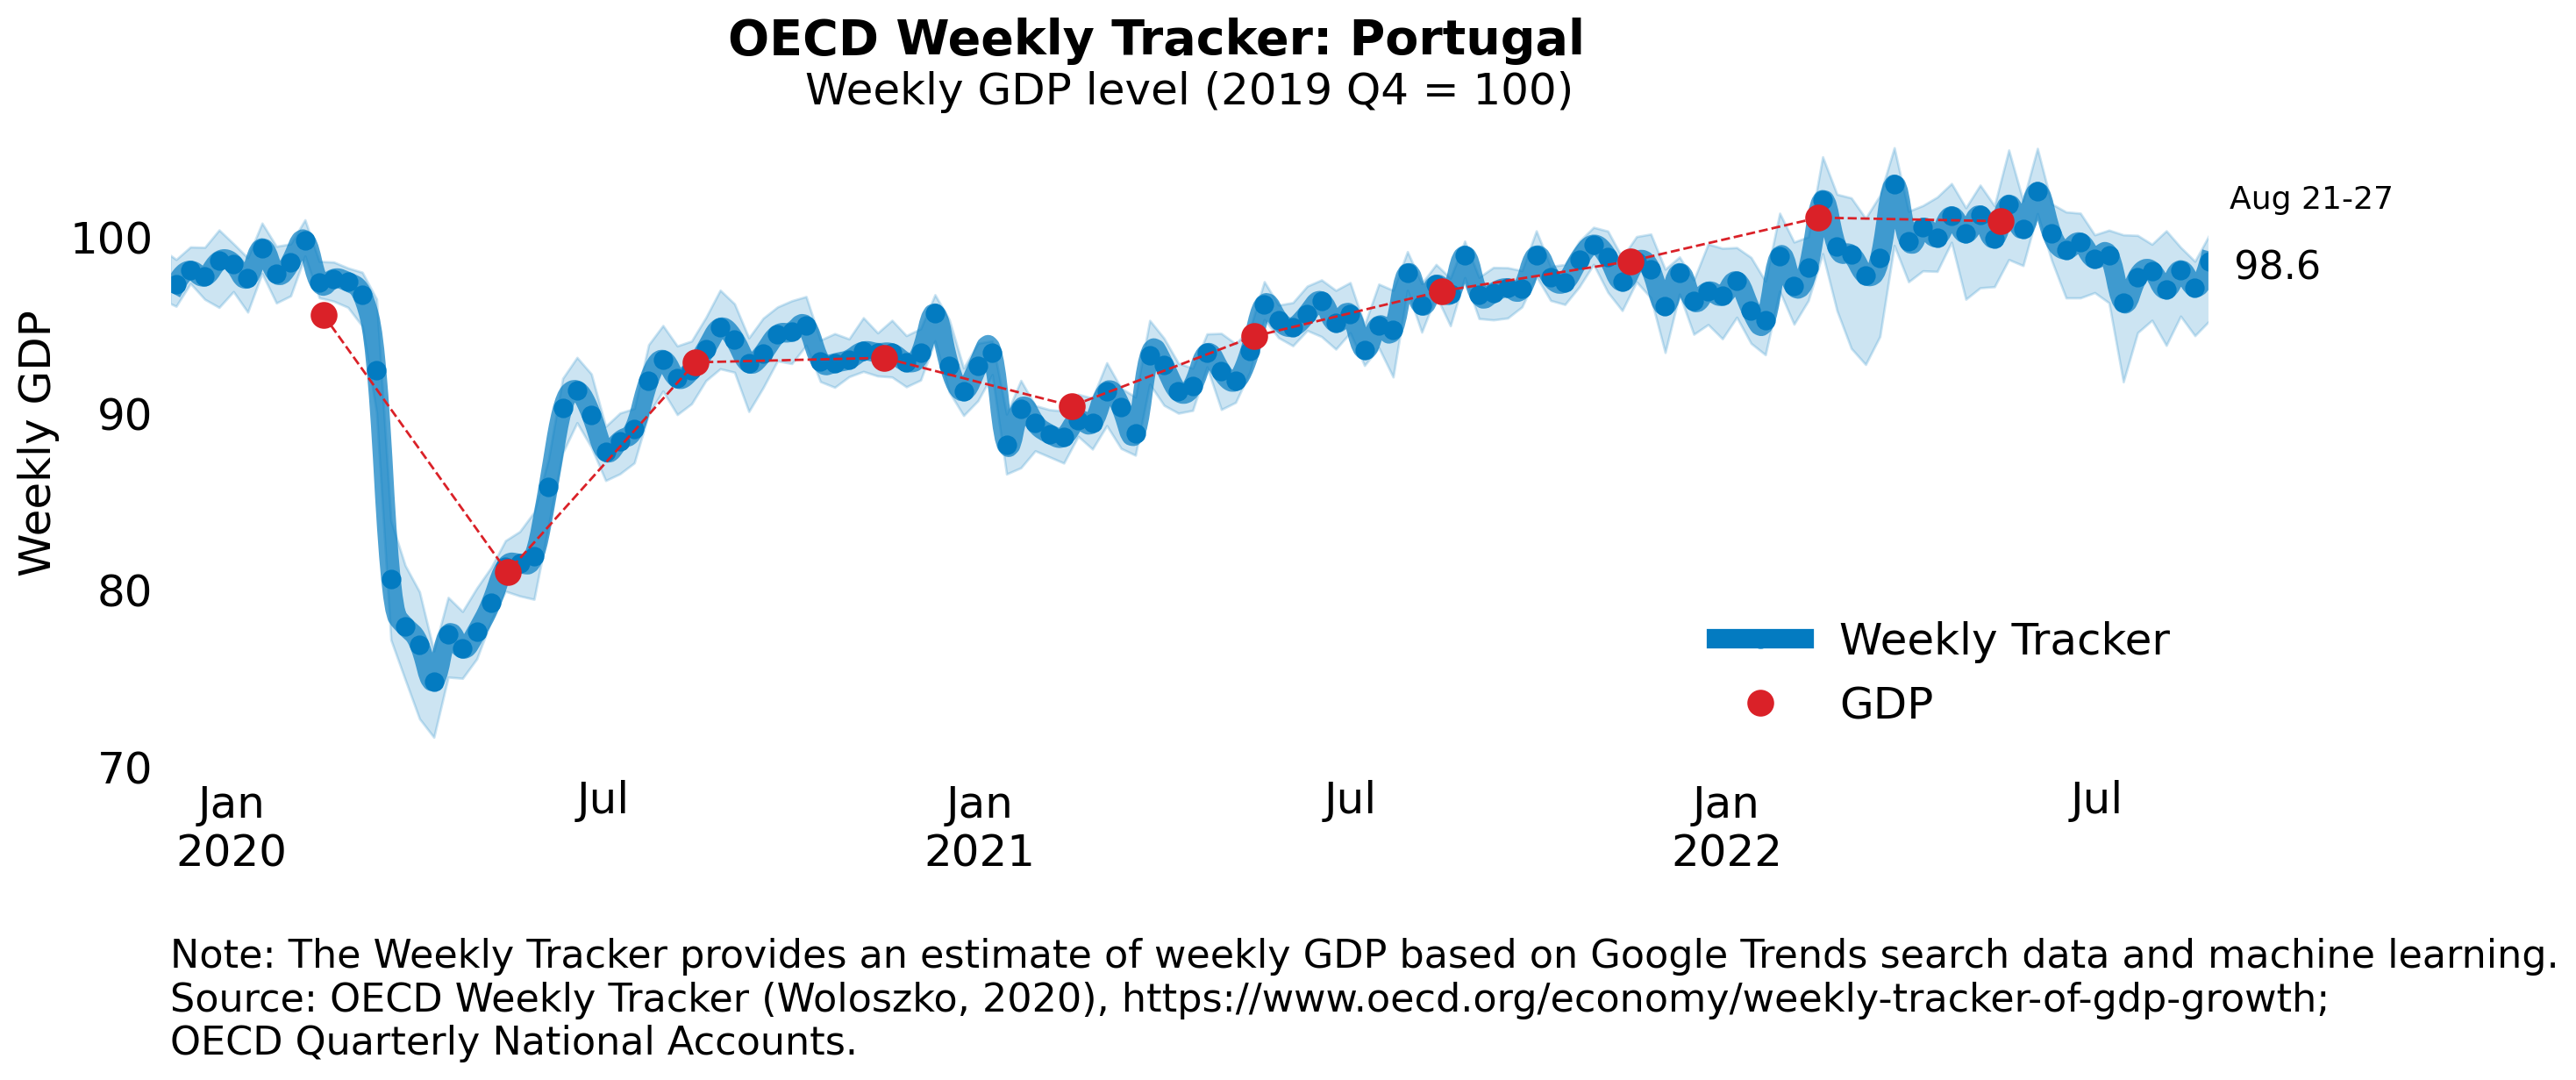 OECD Weekly Tracker: Portugal
Weekly GDP level (2019 Q4 = 100)
Weekly GDP
100
90
80
70
Aug 21-27
98.6
Weekly Tracker
GDP
Jan
2020
Jul
Jan
2021
Jul
Jan
2022
Jul
Note: The Weekly Tracker provides an estimate of weekly GDP based on Google Trends search data and machine learning.
Source: OECD Weekly Tracker (Woloszko, 2020), https://www.oecd.org/economy/weekly-tracker-of-gdp-growth;
OECD Quarterly National Accounts.